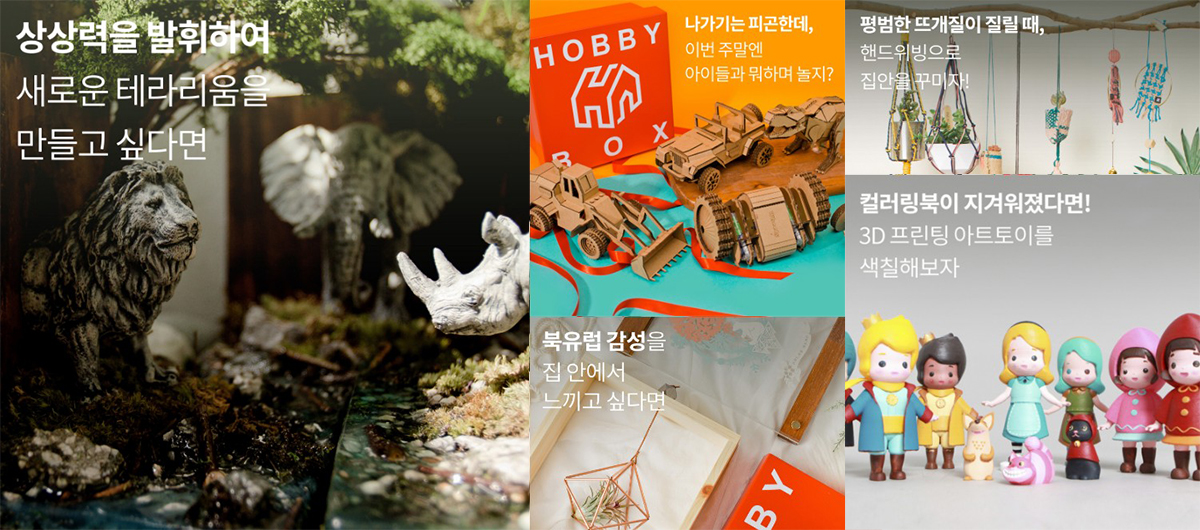 상상력을 발휘하여
새로운 테라리움을
만들고 싶다면
나가기는 피곤한데,
이번 주말엔
아이들과 뭐하며 놀지?
HOBBY
BOX
북유럽 감성을
집 안에서
느끼고 싶다면
HOBBY
B
평범한 뜨개질이 질릴 때,
핸드위빙으로
집안을 꾸미자!
컬러링북이 지겨워졌다면!
3D 프린팅 아트토이를
색칠해보자